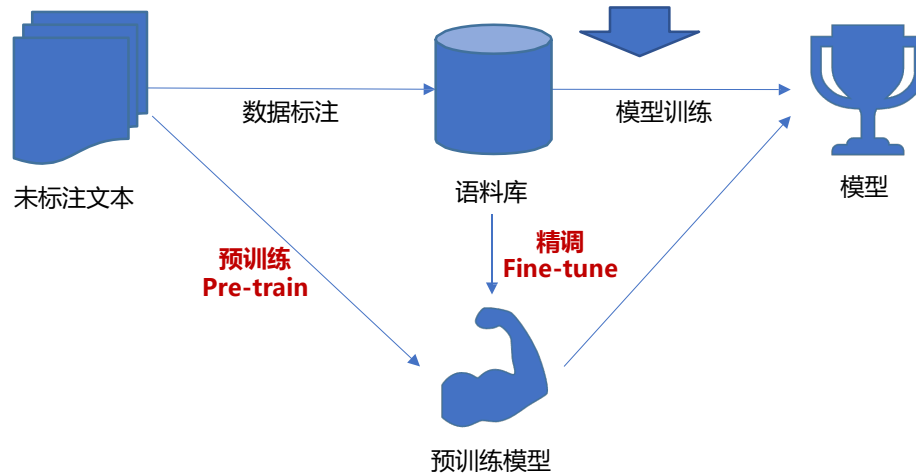 数据标注
模型训练
未标注文本
语料库
模型
预训练
Pre-train
精调
Fine-tune
预训练模型